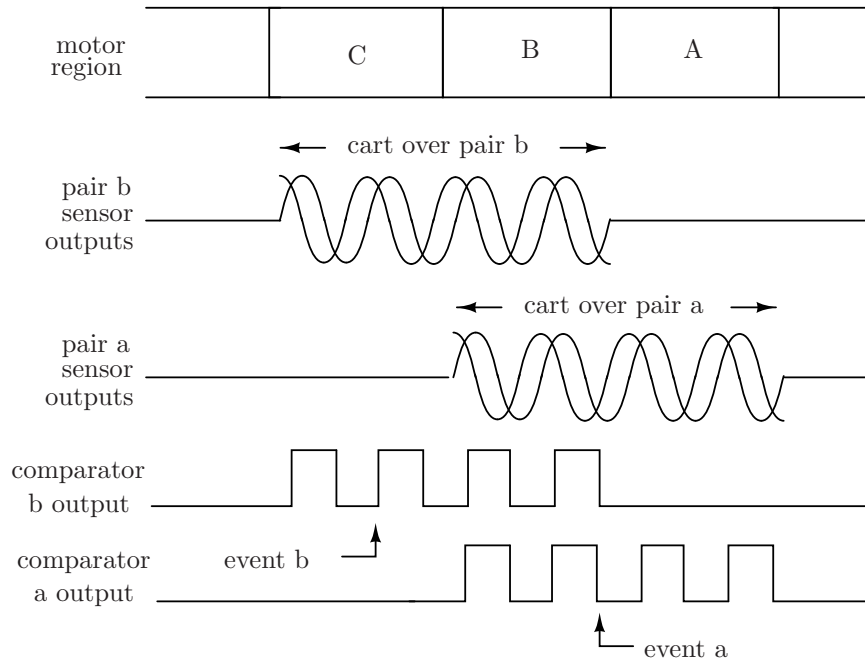 motor
region
C
B
A
cart over pair b
pair b
sensor
outputs
cart over pair a
pair a
sensor
outputs
comparator
b output
event b
comparator
a output
event a